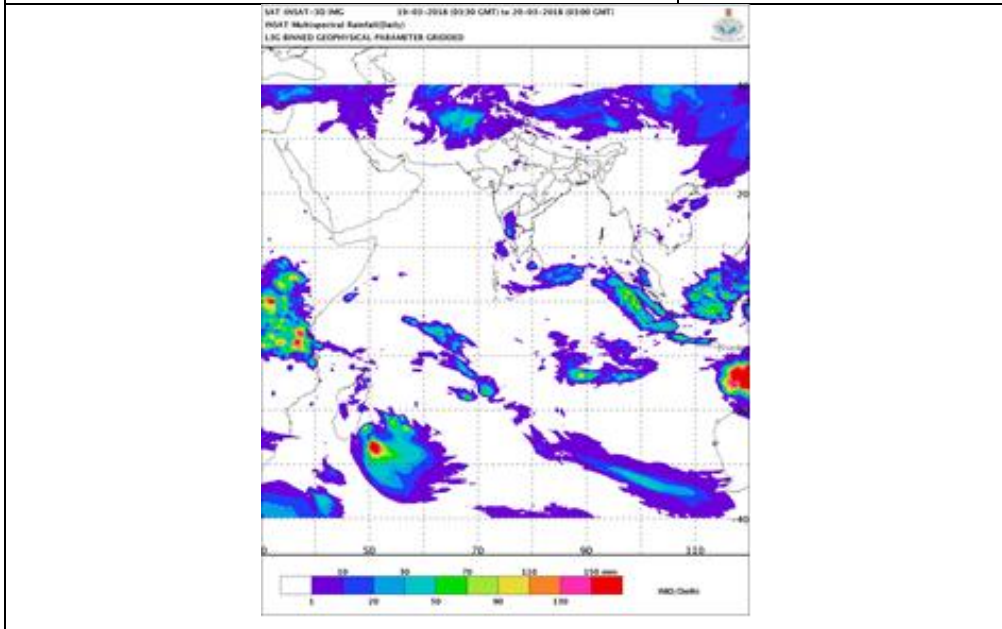 SAT :INSAT-3D IMG 19-03-2018 (03:30 GMT) to 20-03-2018 (03:00 GMT)
INSAT Multispectral Rainfall(Daily)
L3G BINNED GEOPHYSICAL PARAMETER GRIDDED
40
20
-40
50 70 90 110
10 30 70 110 150 mm
1 20 50 90 130
IMD/Delhi